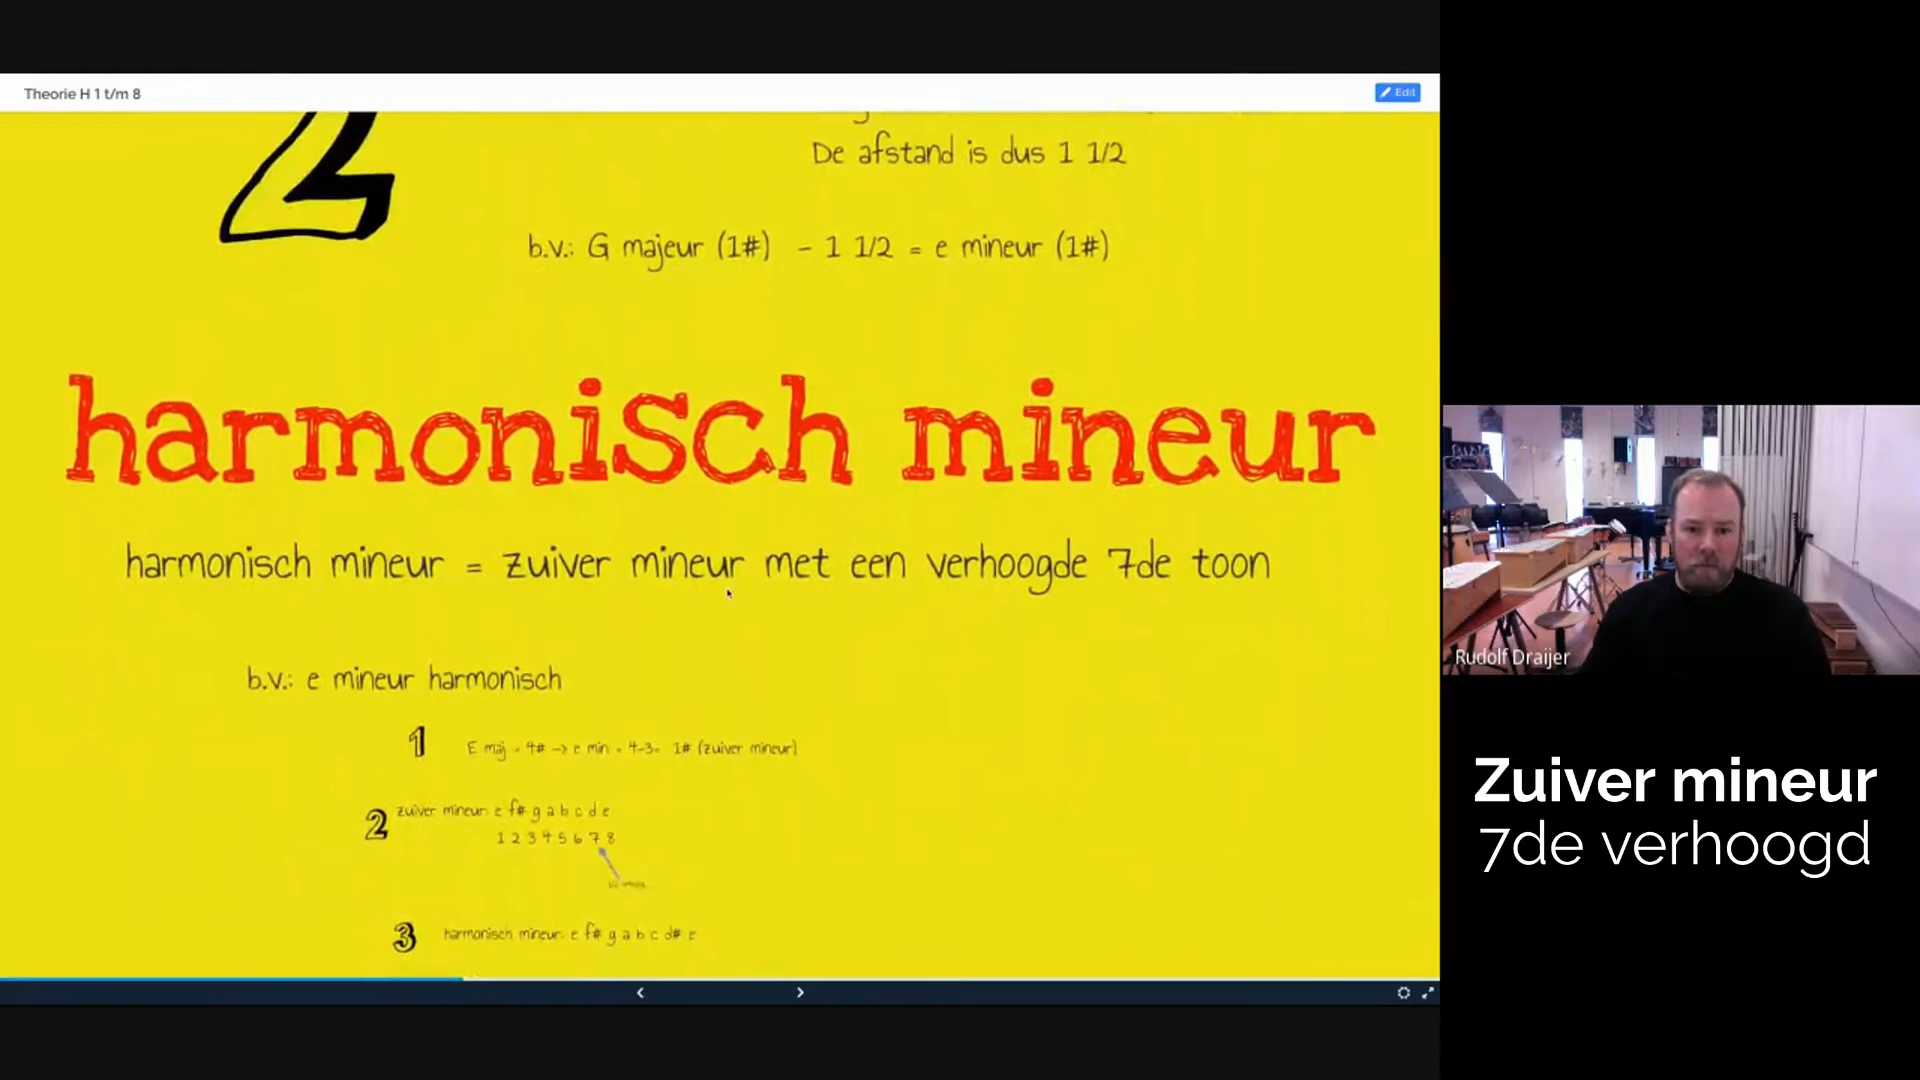 Theorie H 1 t/m 8
Edit
2
De afstand is dus 1 1/2
b.v.: G majeur (1#) - 1 1/2 = e mineur (1#)
harmonisch mineur
harmonisch mineur = zuiver mineur met een verhoogde 7de toon
b.v.: e mineur harmonisch
1 E maj = 4# -> e min = 4-3= 1# (zuiver mineur)
2 zuiver mineur: e f# g a b c d e
1 2 3 4 5 6 7 8
3 harmonisch mineur: e f# g a b c d# e
Rudolf Draijer
Zuiver mineur
7de verhoogd